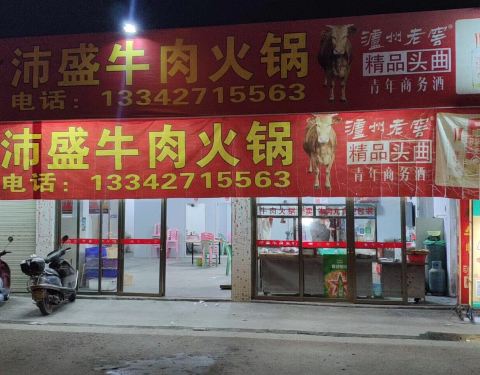 沛盛牛肉火锅
电话：13342715563
泸州老窖®
精品头曲
青年商务酒
沛盛牛肉火锅
电话：13342715563
泸州老窖
精品头曲
青年商务酒